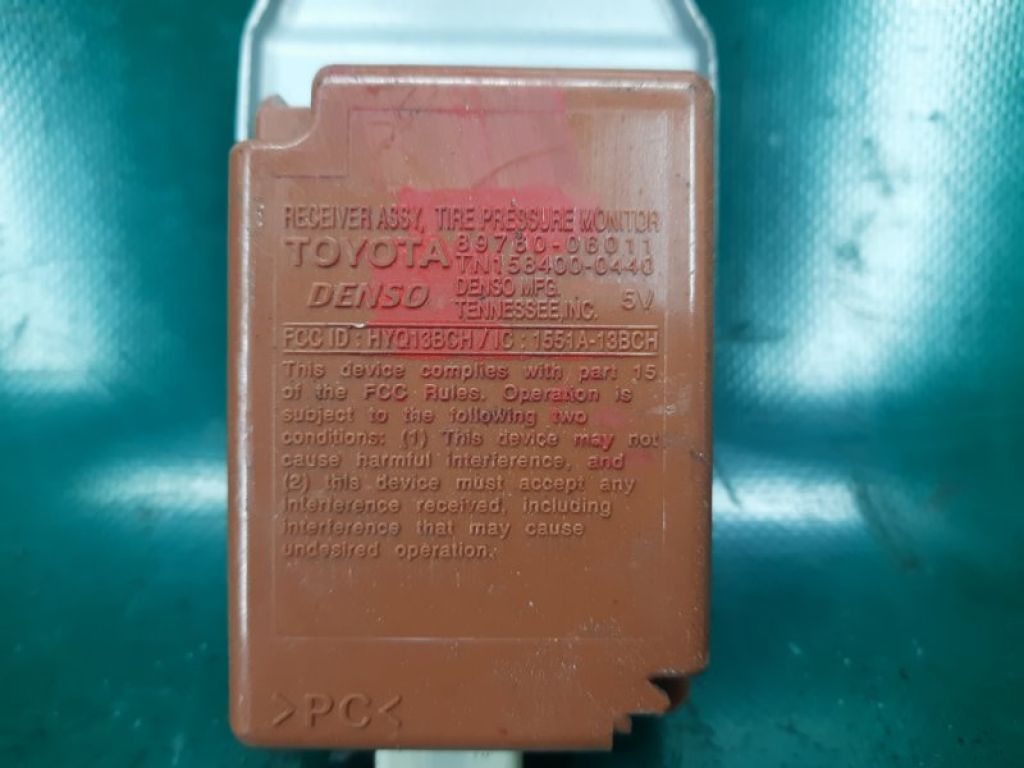 RECEIVER ASSY, TIRE PRESSURE MONITOR
TOYOTA 89760-06011
TN158400-0440
DENSO DENSO MFG. TENNESSEE, INC. 5V
FCC ID : HYQ13BCH / IC : 1551A-13BCH
This device complies with part 15
of the FCC Rules. Operation is
subject to the following two
conditions: (1) This device may not
cause harmful interference, and
(2) this device must accept any
interference received, including
interference that may cause
undesired operation.
>PC<